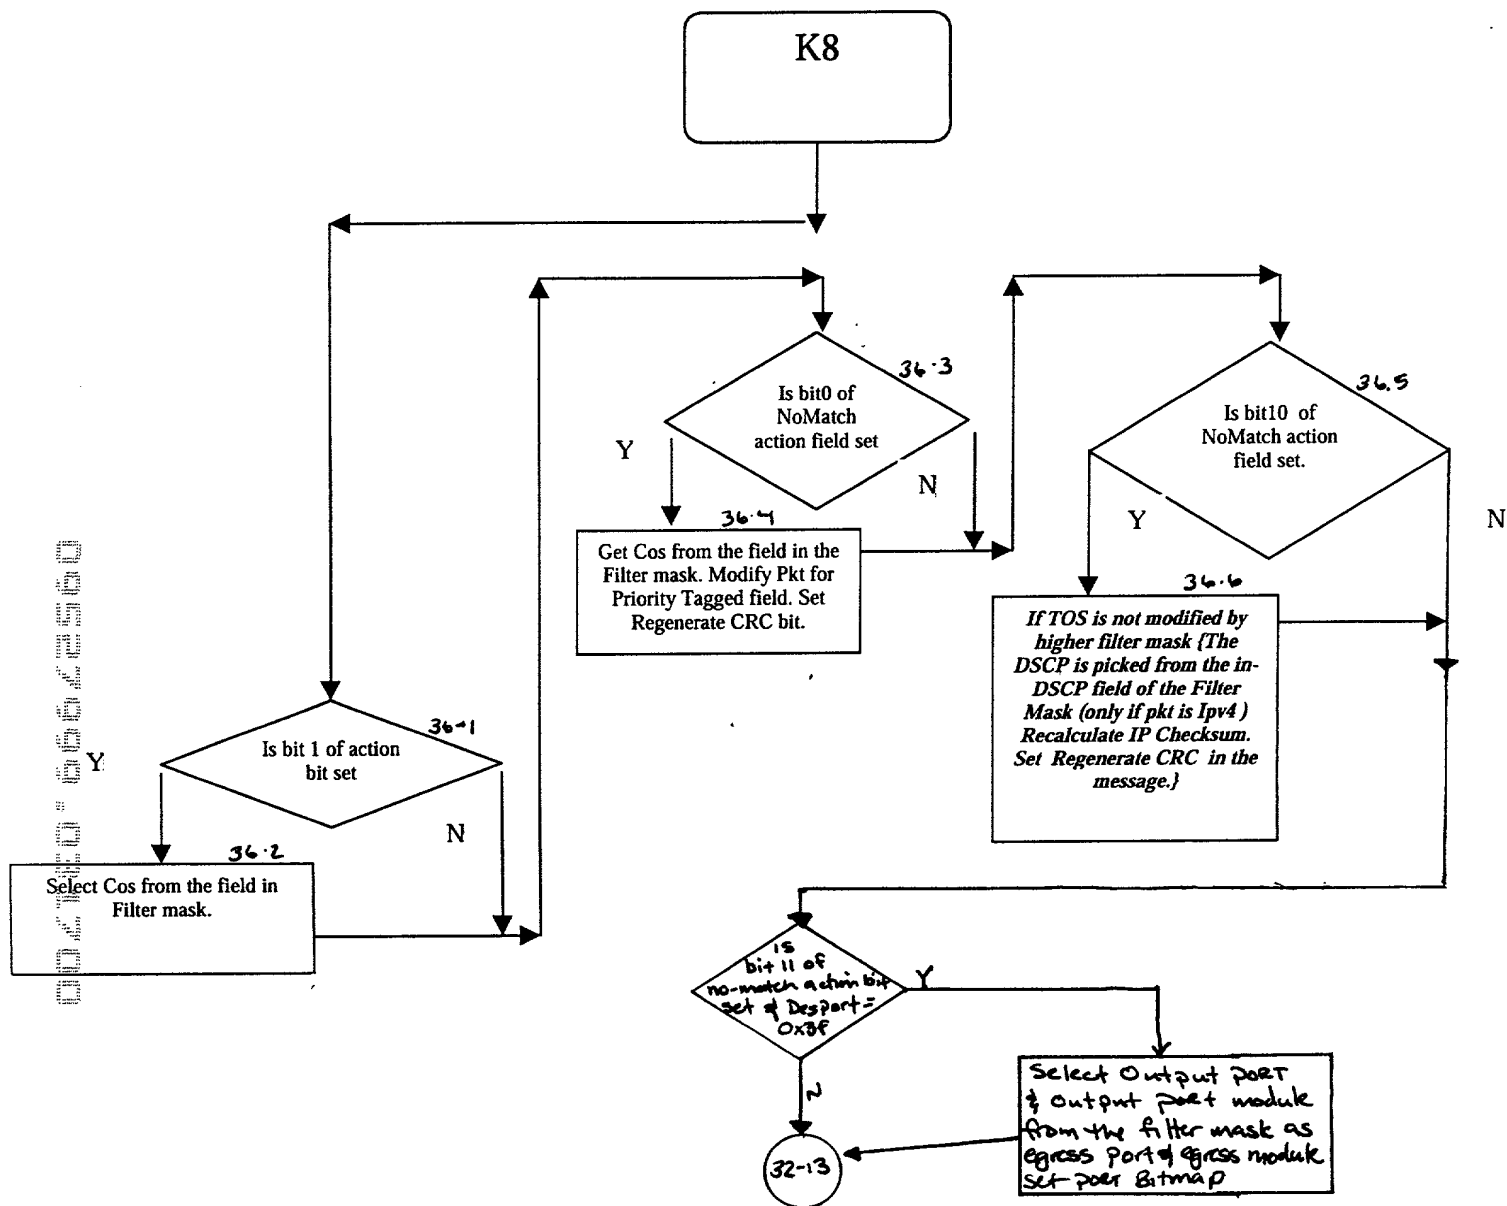 K8
36-3
Is bit0 of
NoMatch
action field set
Y
N
36-4
Get Cos from the field in the
Filter mask. Modify Pkt for
Priority Tagged field. Set
Regenerate CRC bit.
36.5
Is bit10 of
NoMatch action
field set.
Y
N
36-6
If TOS is not modified by
higher filter mask {The
DSCP is picked from the in-
DSCP field of the Filter
Mask (only if pkt is Ipv4 )
Recalculate IP Checksum.
Set Regenerate CRC in the
message.}
36-1
Is bit 1 of action
bit set
Y
N
36-2
Select Cos from the field in
Filter mask.
is
bit 11 of
no-match action bit
set & Desport =
0x3f
Y
N
Select Output PORT
& Output port module
from the filter mask as
egress port & egress module
set port Bitmap
32-13